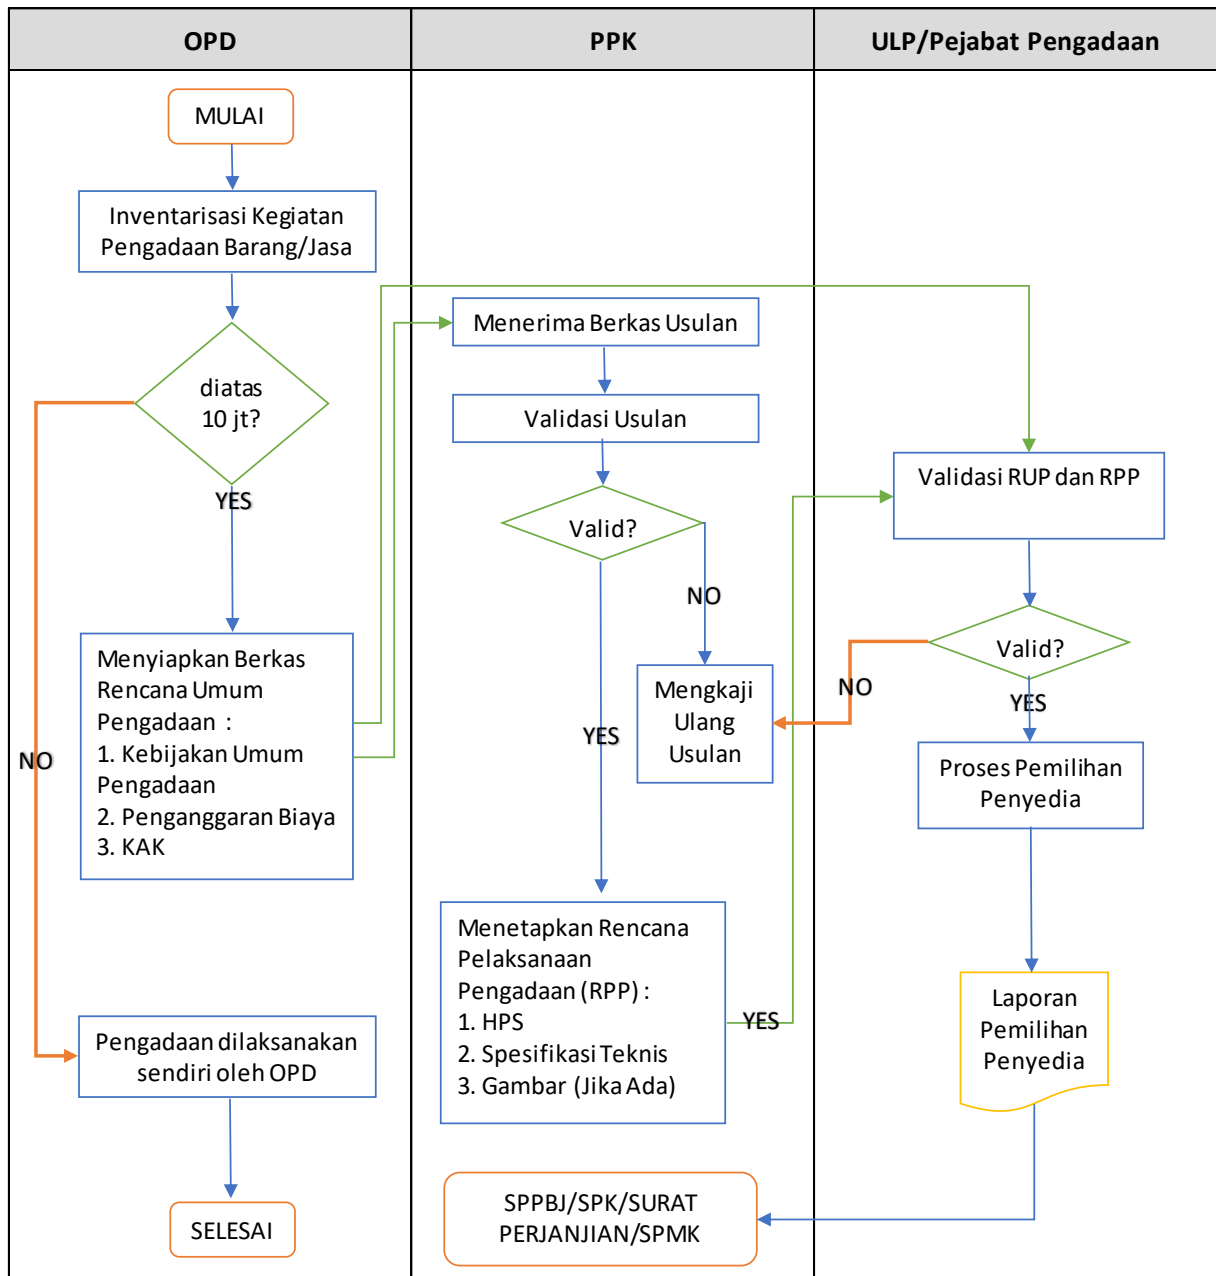 OPD
PPK
ULP/Pejabat Pengadaan
MULAI
Inventarisasi Kegiatan
Pengadaan Barang/Jasa
diatas
10 jt?
YES
NO
Menyiapkan Berkas
Rencana Umum
Pengadaan :
1. Kebijakan Umum
Pengadaan
2. Penganggaran Biaya
3. KAK
Pengadaan dilaksanakan
sendiri oleh OPD
SELESAI
Menerima Berkas Usulan
Validasi Usulan
Valid?
NO
YES
Mengkaji
Ulang
Usulan
Menetapkan Rencana
Pelaksanaan
Pengadaan (RPP) :
1. HPS
2. Spesifikasi Teknis
3. Gambar (Jika Ada)
YES
SPPBJ/SPK/SURAT
PERJANJIAN/SPMK
Validasi RUP dan RPP
Valid?
NO
YES
Proses Pemilihan
Penyedia
Laporan
Pemilihan
Penyedia